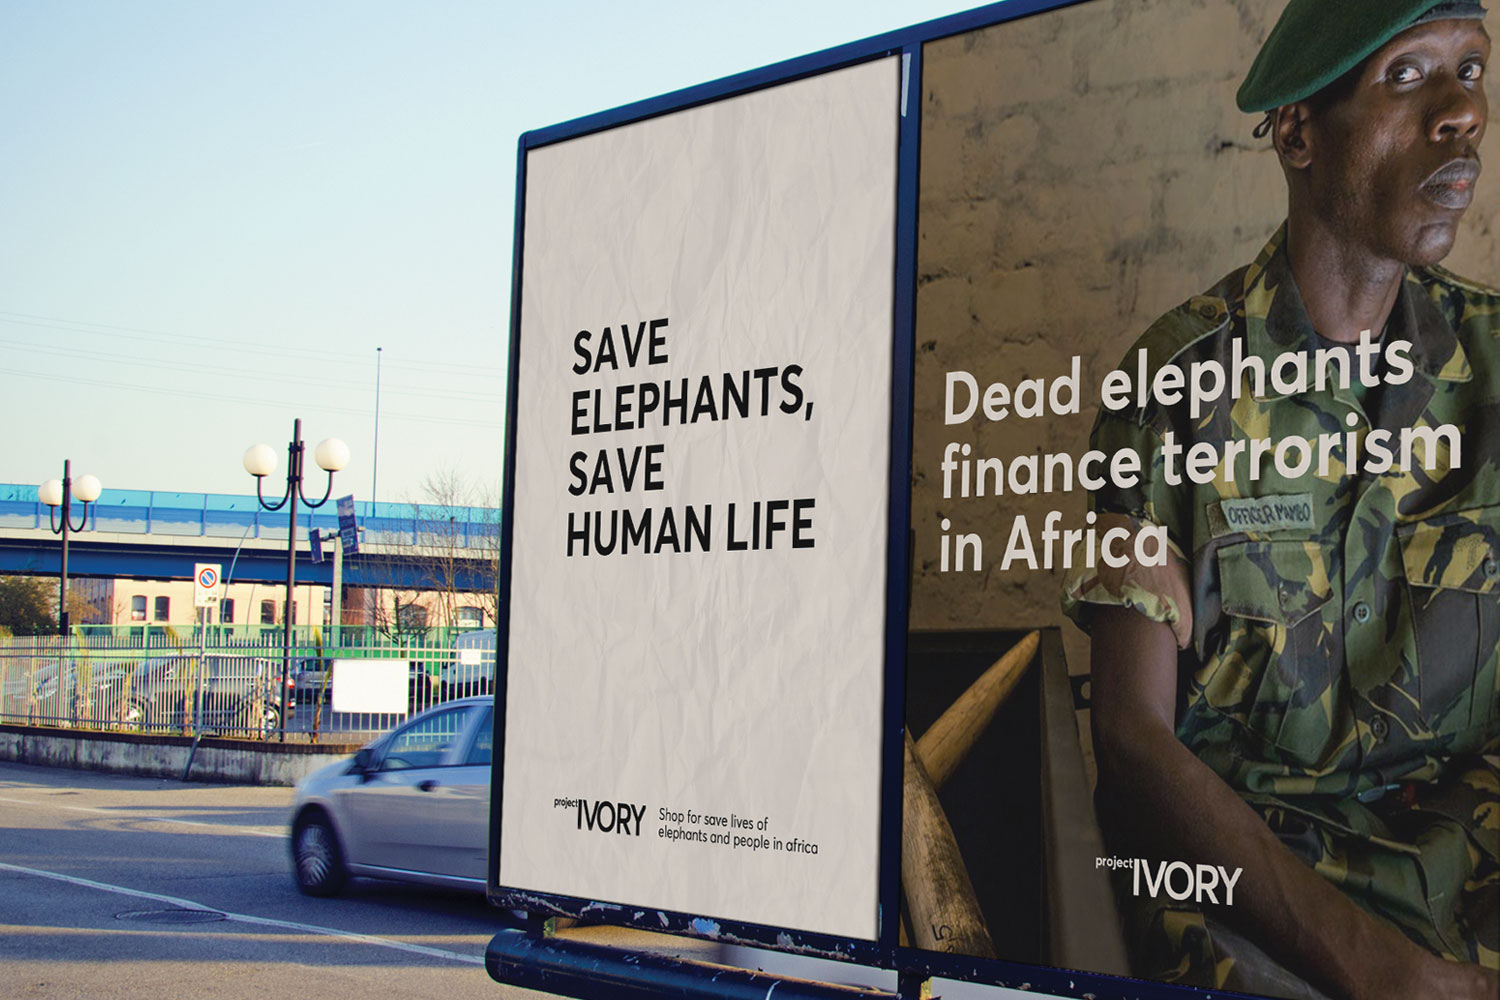 SAVE
ELEPHANTS,
SAVE
HUMAN LIFE
project IVORY
Shop for save lives of
elephants and people in africa
Dead elephants
finance terrorism
in Africa
OFFICER MAMBO
project IVORY